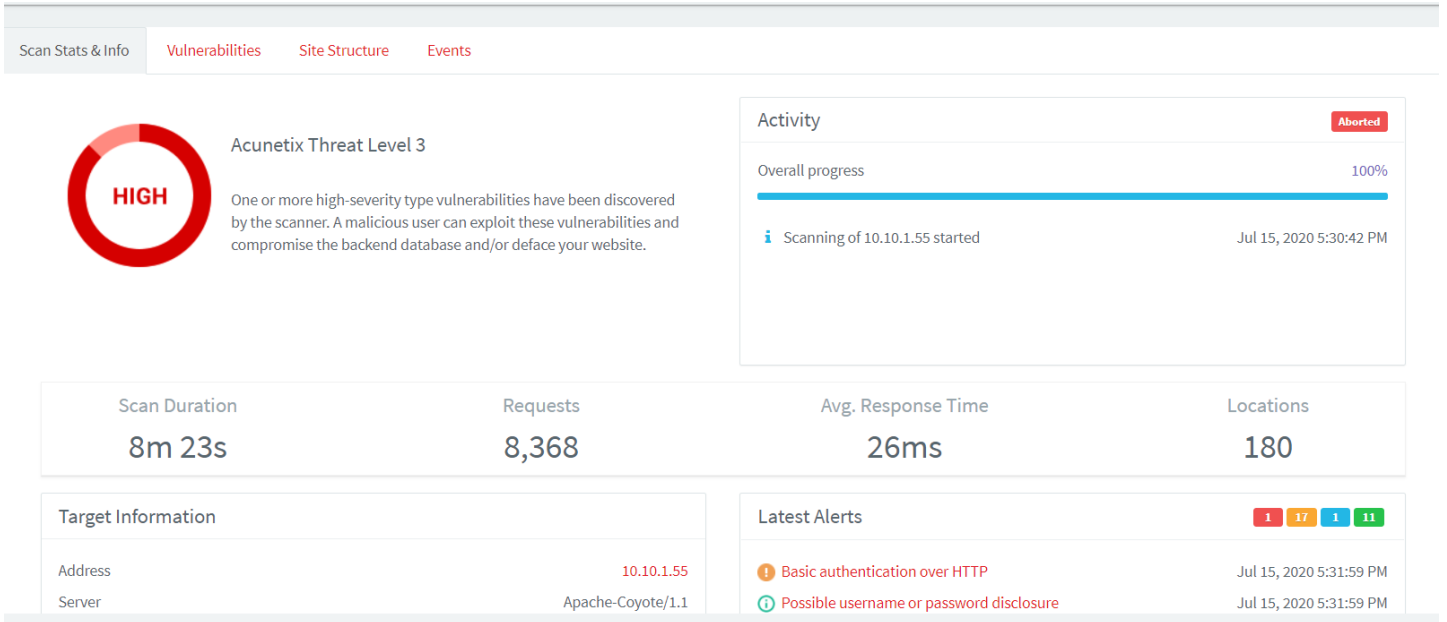 Scan Stats & Info Vulnerabilities Site Structure Events
HIGH
Acunetix Threat Level 3
One or more high-severity type vulnerabilities have been discovered
by the scanner. A malicious user can exploit these vulnerabilities and
compromise the backend database and/or deface your website.
Activity Aborted
Overall progress 100%
Scanning of 10.10.1.55 started Jul 15, 2020 5:30:42 PM
Scan Duration Requests Avg. Response Time Locations
8m 23s 8,368 26ms 180
Target Information
Address 10.10.1.55
Server Apache-Coyote/1.1
Latest Alerts 1 17 1 11
Basic authentication over HTTP Jul 15, 2020 5:31:59 PM
Possible username or password disclosure Jul 15, 2020 5:31:59 PM